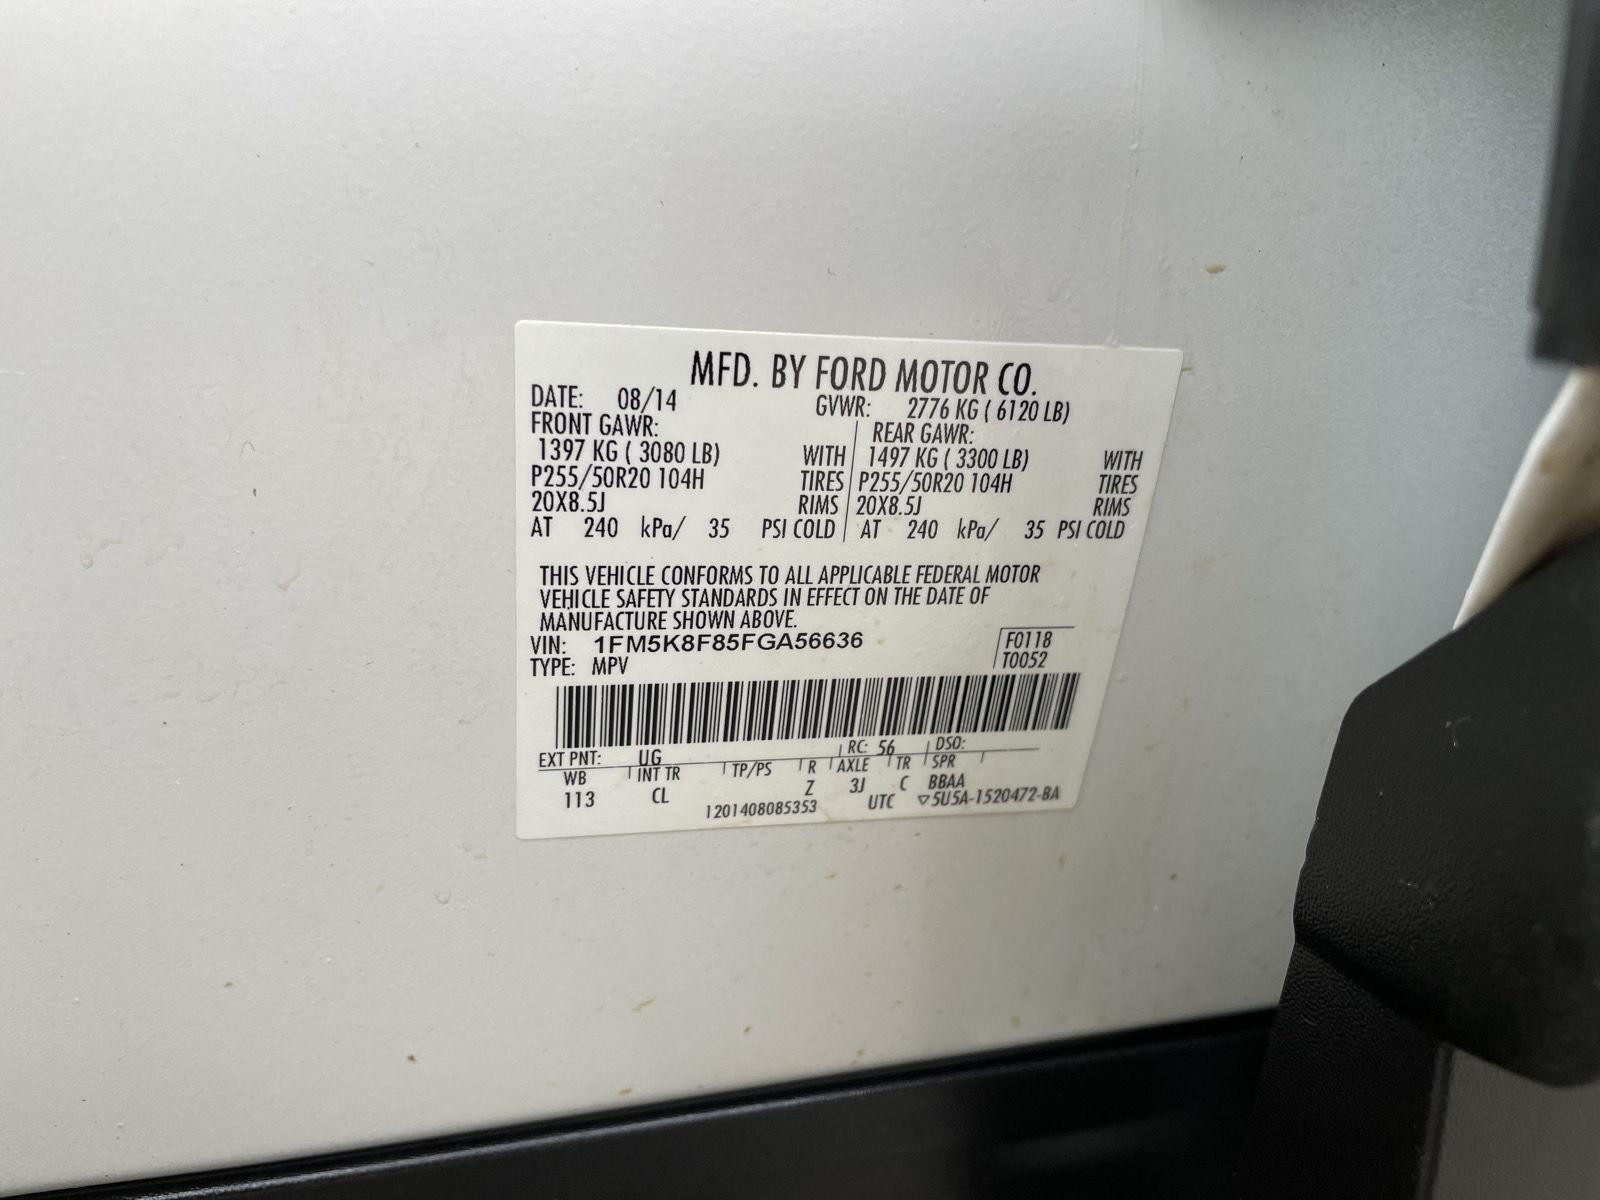 MFD. BY FORD MOTOR CO.
DATE: 08/14 GVWR: 2776 KG ( 6120 LB)
FRONT GAWR: REAR GAWR:
1397 KG ( 3080 LB) WITH 1497 KG ( 3300 LB) WITH
P255/50R20 104H TIRES P255/50R20 104H TIRES
20X8.5J RIMS 20X8.5J RIMS
AT 240 kPa/ 35 PSI COLD AT 240 kPa/ 35 PSI COLD
THIS VEHICLE CONFORMS TO ALL APPLICABLE FEDERAL MOTOR
VEHICLE SAFETY STANDARDS IN EFFECT ON THE DATE OF
MANUFACTURE SHOWN ABOVE.
VIN: 1FM5K8F85FGA56636 F0118
TYPE: MPV T0052
EXT PNT: UG RC: 56 DSO:
WB INT TR TP/PS R AXLE TR SPR
113 CL Z 3J C BBAA
1201408085353 UTC ▽5U5A-1520472-BA